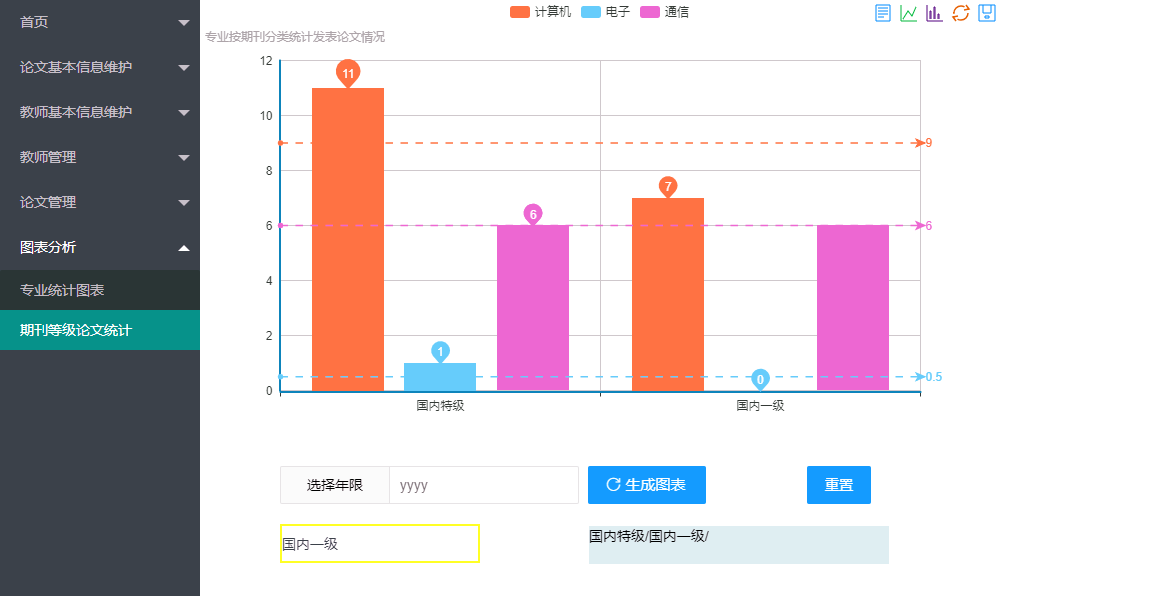 首页
论文基本信息维护
教师基本信息维护
教师管理
论文管理
图表分析
专业统计图表
期刊等级论文统计
计算机 电子 通信
专业按期刊分类统计发表论文情况
12
10
8
6
4
2
0
11
1
6
7
0
9
6
0.5
国内特级 国内一级
选择年限 yyyy 生成图表 重置
国内一级 国内特级/国内一级/